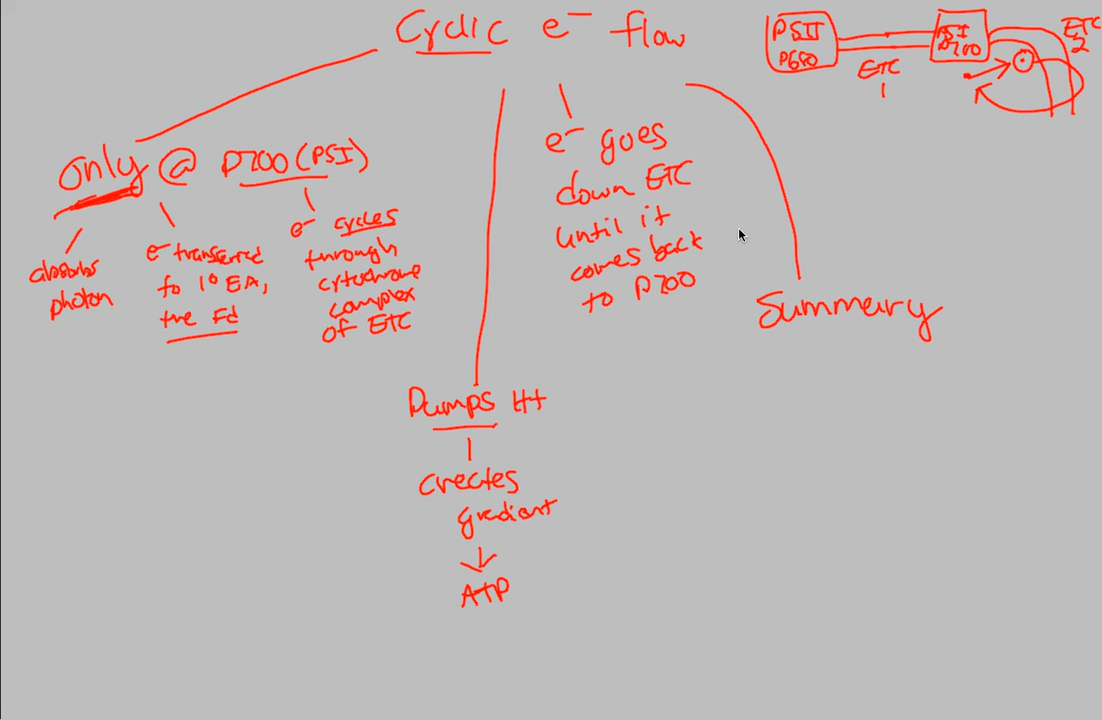 Cyclic e⁻ flow
PSII
P680
ETC
1
PSI
P700
ETC
2
only @ P700 (PSI)
absorbs
photon
e⁻ transferred
to 1° EA,
the Fd
e⁻ cycles
through
cytochrome
complex
of ETC
Pumps H+
creates
gradient
ATP
e⁻ goes
down ETC
until it
comes back
to P700
Summary